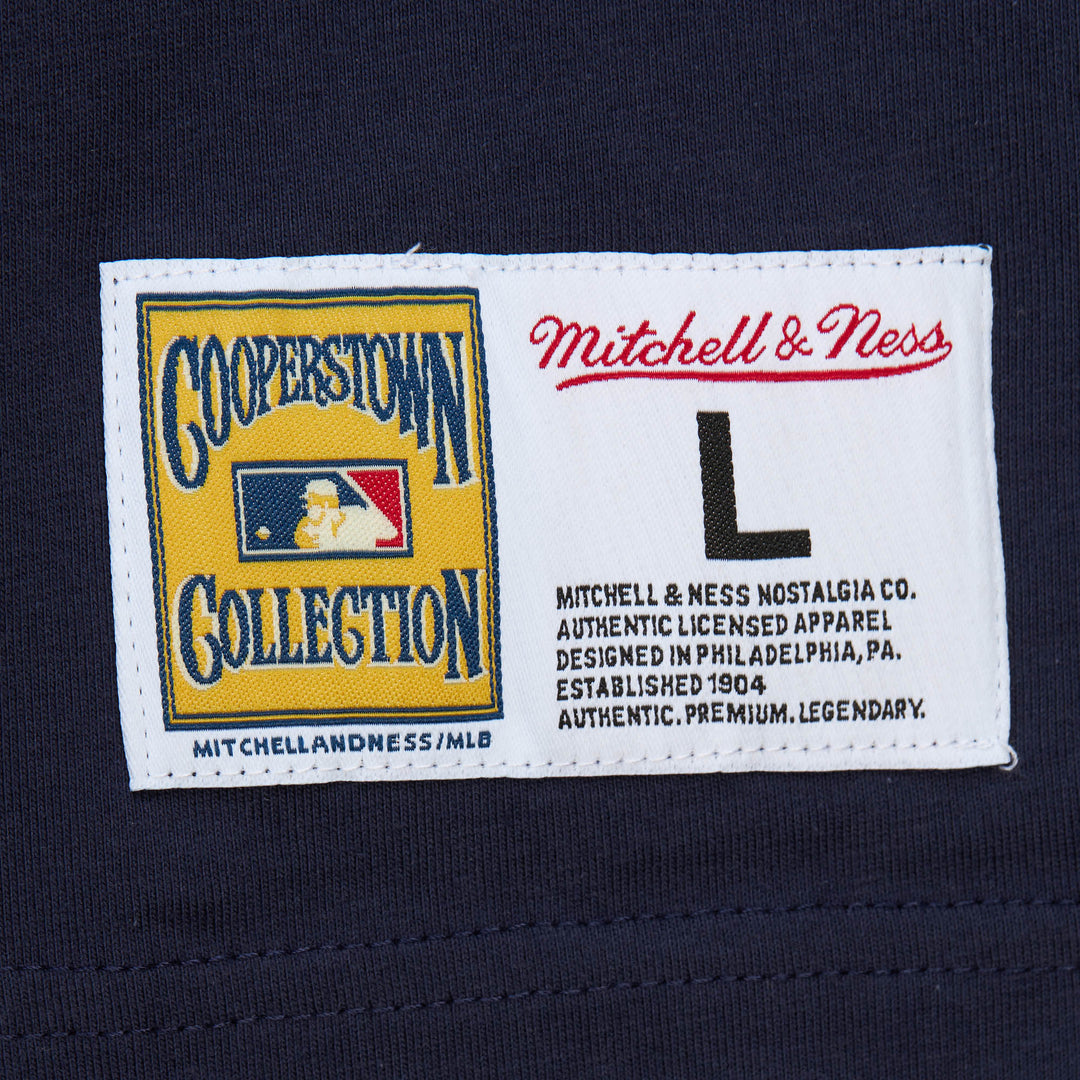 COOPERSTOWN
COLLECTION
MITCHELLANDNESS/MLB
Mitchell & Ness
L
MITCHELL & NESS NOSTALGIA CO.
AUTHENTIC LICENSED APPAREL
DESIGNED IN PHILADELPHIA, PA.
ESTABLISHED 1904
AUTHENTIC. PREMIUM. LEGENDARY.